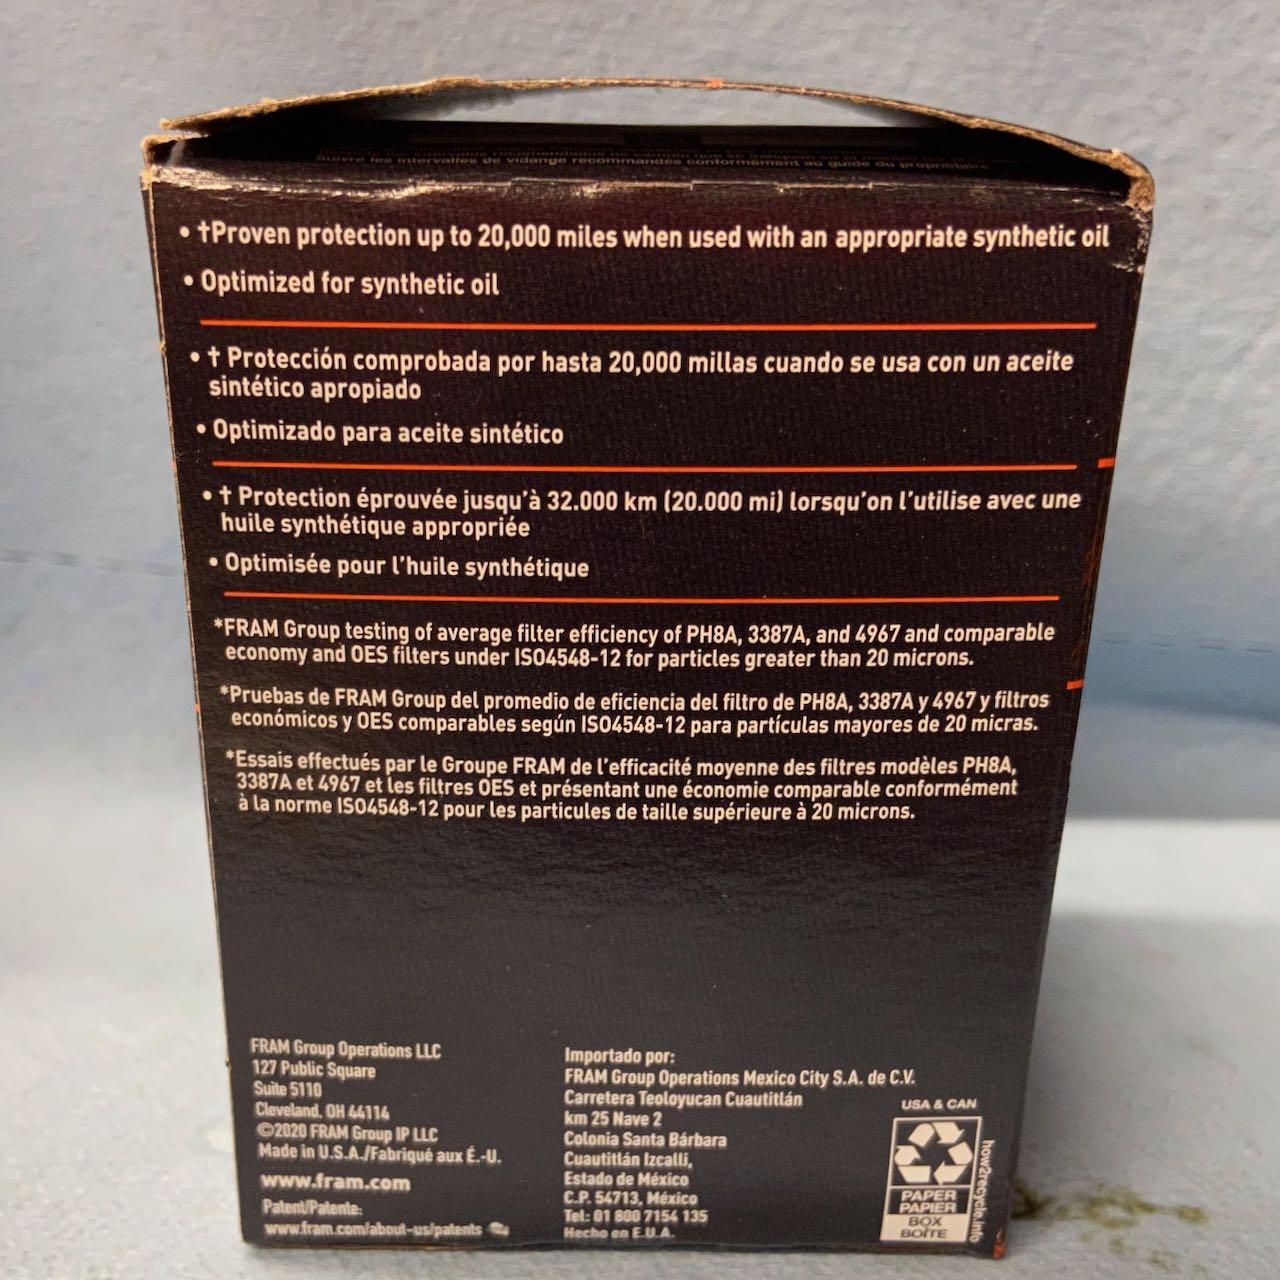 suivre les intervalles de vidange recommandés conformément au guide du propriétaire
• †Proven protection up to 20,000 miles when used with an appropriate synthetic oil
• Optimized for synthetic oil
• † Protección comprobada por hasta 20,000 millas cuando se usa con un aceite
sintético apropiado
• Optimizado para aceite sintético
• † Protection éprouvée jusqu'à 32.000 km (20.000 mi) lorsqu'on l'utilise avec une
huile synthétique appropriée
• Optimisée pour l'huile synthétique
*FRAM Group testing of average filter efficiency of PH8A, 3387A, and 4967 and comparable
economy and OES filters under ISO4548-12 for particles greater than 20 microns.
*Pruebas de FRAM Group del promedio de eficiencia del filtro de PH8A, 3387A y 4967 y filtros
económicos y OES comparables según ISO4548-12 para partículas mayores de 20 micras.
*Essais effectués par le Groupe FRAM de l'efficacité moyenne des filtres modèles PH8A,
3387A et 4967 et les filtres OES et présentant une économie comparable conformément
à la norme ISO4548-12 pour les particules de taille supérieure à 20 microns.
FRAM Group Operations LLC
127 Public Square
Suite 5110
Cleveland, OH 44114
©2020 FRAM Group IP LLC
Made in U.S.A./Fabriqué aux É.-U.
www.fram.com
Patent/Patente:
www.fram.com/about-us/patents
Importado por:
FRAM Group Operations Mexico City S.A. de C.V.
Carretera Teoloyucan Cuautitlán
km 25 Nave 2
Colonia Santa Bárbara
Cuautitlán Izcalli,
Estado de México
C.P. 54713, México
Tel: 01 800 7154 135
Hecho en E.U.A.
USA & CAN
PAPER
PAPIER
BOX
BOÎTE
how2recycle.info